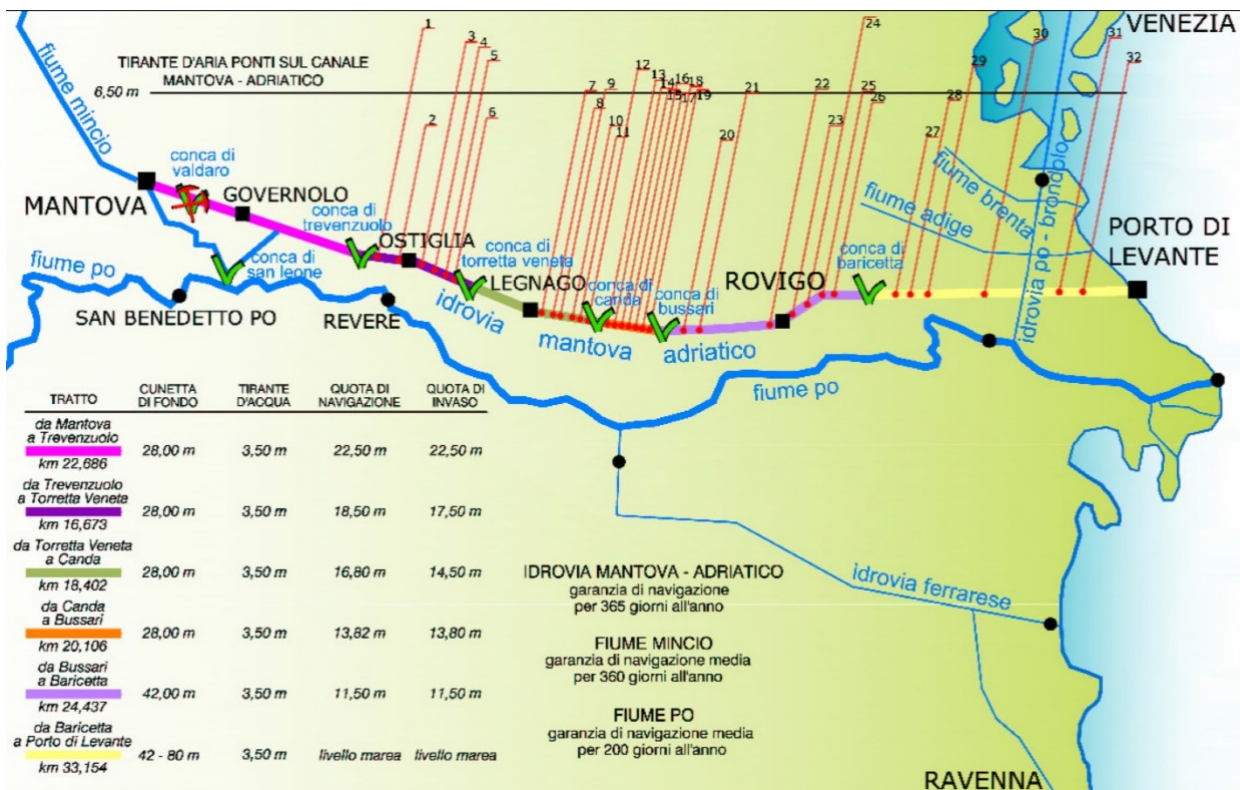 VENEZIA
TIRANTE D'ARIA PONTI SUL CANALE
MANTOVA - ADRIATICO
6,50 m
1
2
3
4
5
6
7
8
9
10
11
12
13
14
15
16
17
18
19
20
21
22
23
24
25
26
27
28
29
30
31
32
fiume mincio
conca di
valdaro
MANTOVA
GOVERNOLO
conca di
trevenzuolo
OSTIGLIA
conca di
torretta veneta
LEGNAGO
conca di
canda
conca di
bussari
ROVIGO
conca di
baricetta
fiume brenta
fiume adige
idrovia po - brondolo
PORTO DI
LEVANTE
fiume po
conca di
san leone
SAN BENEDETTO PO
REVERE
idrovia
mantova
adriatico
fiume po
TRATTO
CUNETTA
DI FONDO
TIRANTE
D'ACQUA
QUOTA DI
NAVIGAZIONE
QUOTA DI
INVASO
da Mantova
a Trevenzuolo
km 22,686
28,00 m
3,50 m
22,50 m
22,50 m
da Trevenzuolo
a Torretta Veneta
km 16,673
28,00 m
3,50 m
18,50 m
17,50 m
da Torretta Veneta
a Canda
km 18,402
28,00 m
3,50 m
16,80 m
14,50 m
da Canda
a Bussari
km 20,106
28,00 m
3,50 m
13,82 m
13,80 m
da Bussari
a Baricetta
km 24,437
42,00 m
3,50 m
11,50 m
11,50 m
da Baricetta
a Porto di Levante
km 33,154
42 - 80 m
3,50 m
livello marea
livello marea
IDROVIA MANTOVA - ADRIATICO
garanzia di navigazione
per 365 giorni all'anno
FIUME MINCIO
garanzia di navigazione media
per 360 giorni all'anno
FIUME PO
garanzia di navigazione media
per 200 giorni all'anno
idrovia ferrarese
RAVENNA